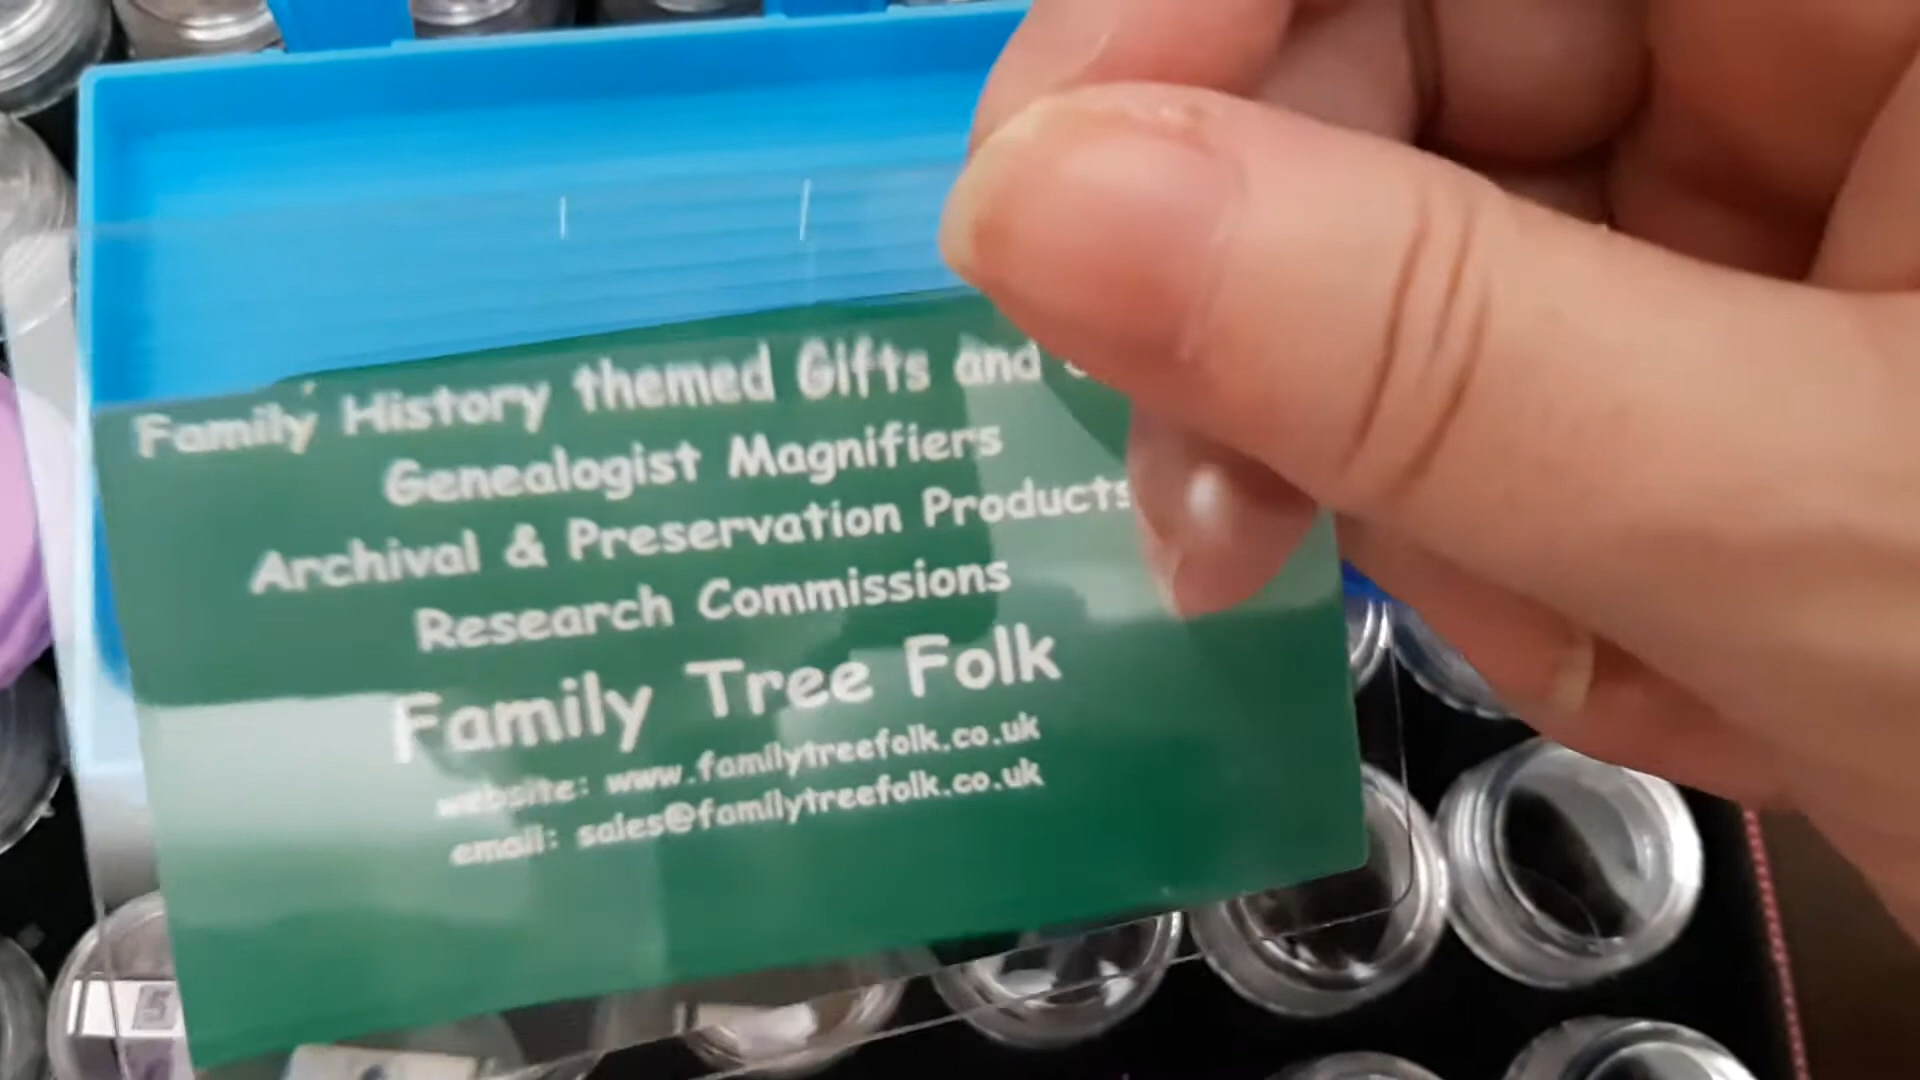 Family History themed Gifts and
Genealogist Magnifiers
Archival & Preservation Products
Research Commissions
Family Tree Folk
website: www.familytreefolk.co.uk
email: sales@familytreefolk.co.uk
5